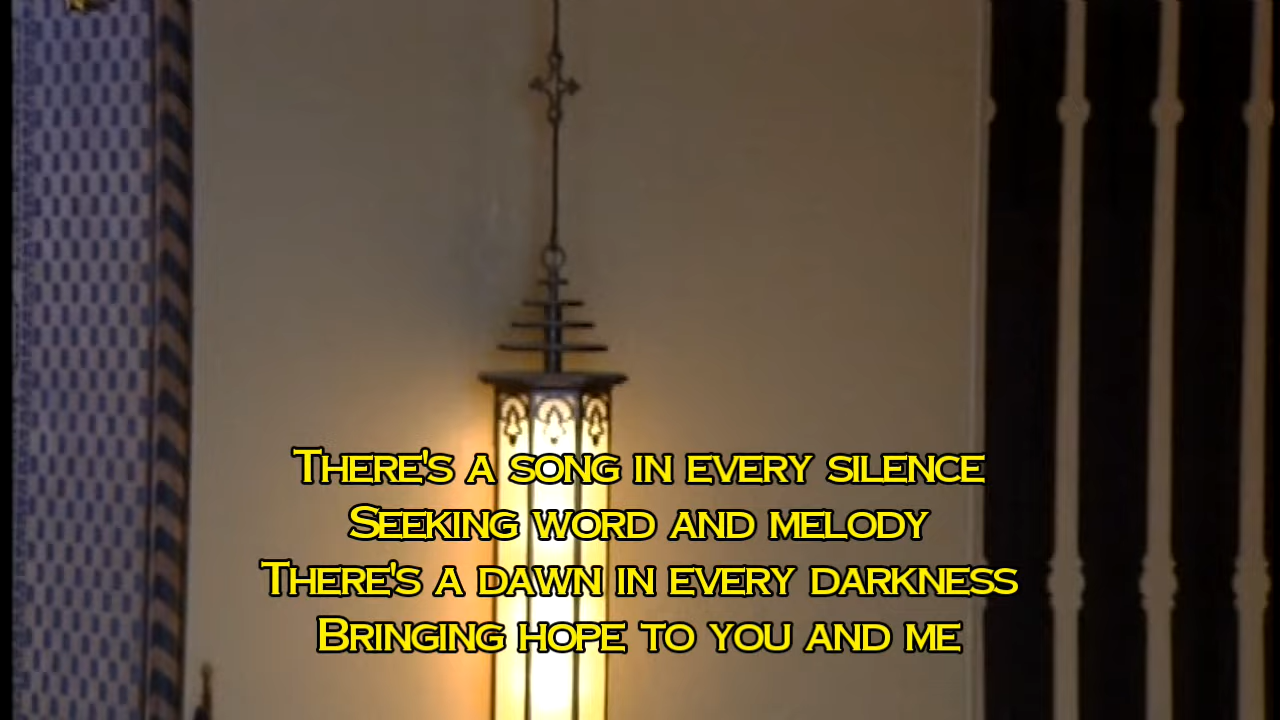 There's a song in every silence
Seeking word and melody
There's a dawn in every darkness
Bringing hope to you and me